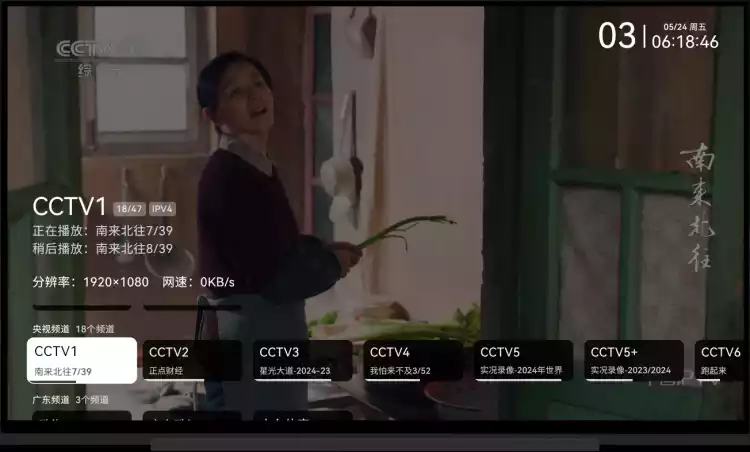 CCTV
综
03
05/24 周五
06:18:46
南来北往
CCTV1 18/47 IPV4
正在播放：南来北往7/39
稍后播放：南来北往8/39
分辨率：1920×1080 网速：0KB/s
央视频道 18个频道
CCTV1
南来北往7/39
CCTV2
正点财经
CCTV3
星光大道-2024-23
CCTV4
我怕来不及3/52
CCTV5
实况录像-2024年世界
CCTV5+
实况录像-2023/2024
CCTV6
跑起来
广东频道 3个频道